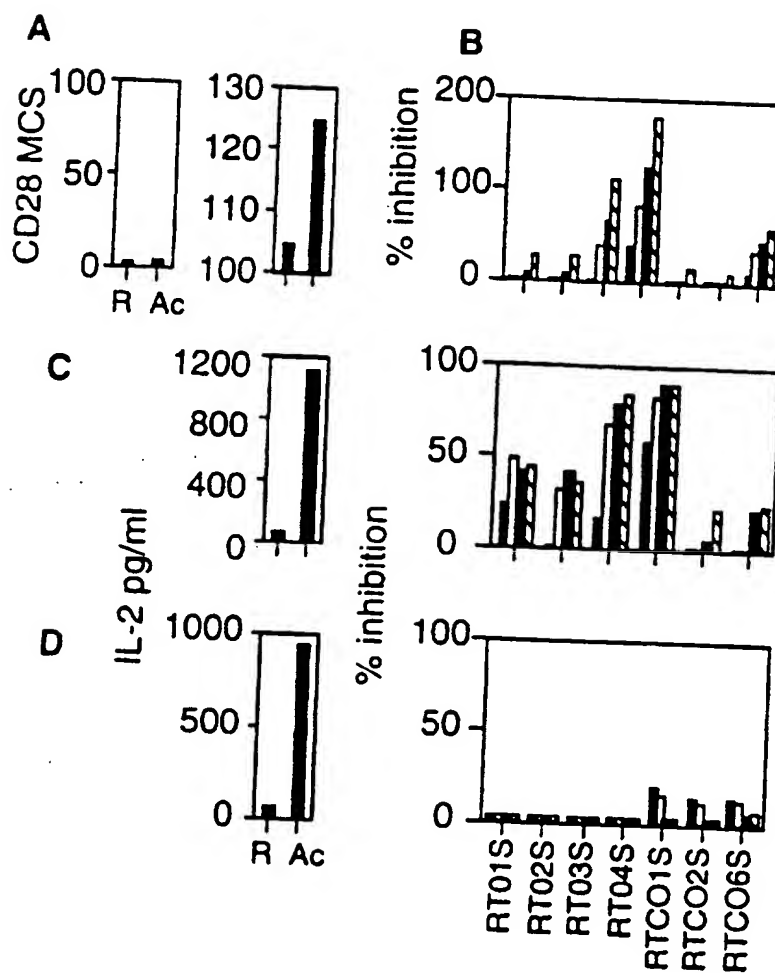 A
B
CD28 MCS
100
50
0
R Ac
130
120
110
100
% inhibition
200
100
0
C
1200
800
400
0
IL-2 pg/ml
% inhibition
100
50
0
D
1000
500
0
R Ac
100
50
0
RT01S
RT02S
RT03S
RT04S
RTCO1S
RTCO2S
RTCO6S